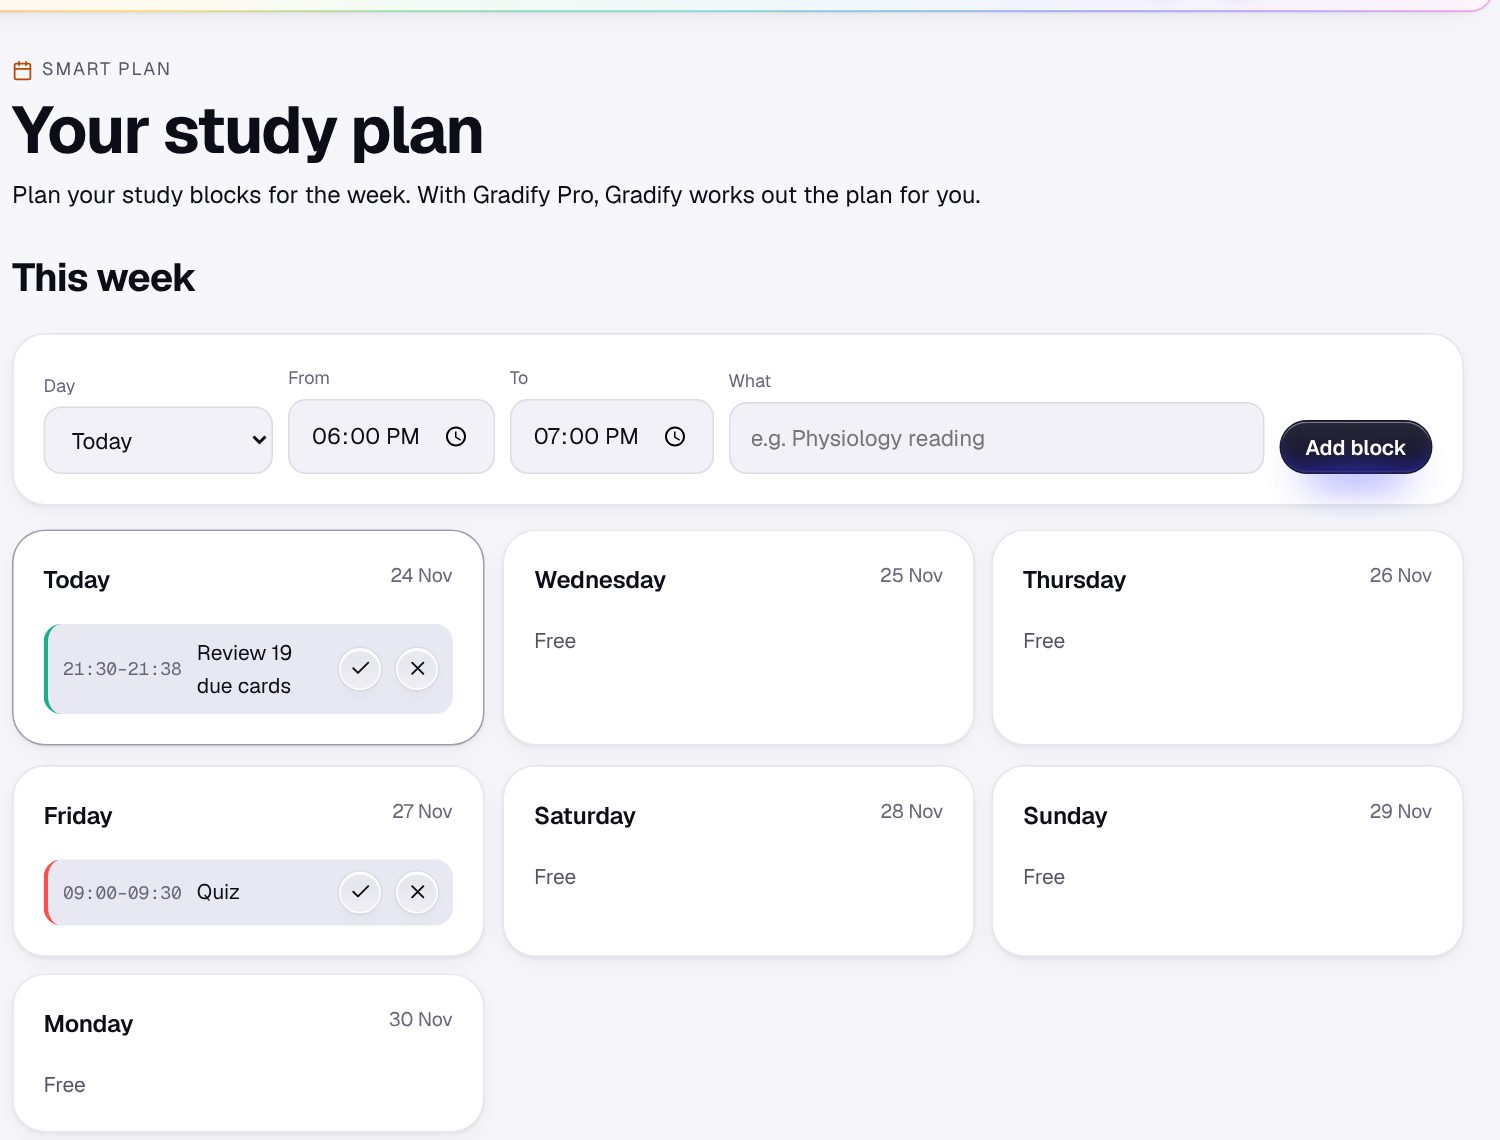 SMART PLAN
Your study plan
Plan your study blocks for the week. With Gradify Pro, Gradify works out the plan for you.
This week
Day
From
To
What
Today
06:00 PM
07:00 PM
e.g. Physiology reading
Add block
Today
24 Nov
21:30–21:38
Review 19
due cards
Wednesday
25 Nov
Free
Thursday
26 Nov
Free
Friday
27 Nov
09:00–09:30
Quiz
Saturday
28 Nov
Free
Sunday
29 Nov
Free
Monday
30 Nov
Free